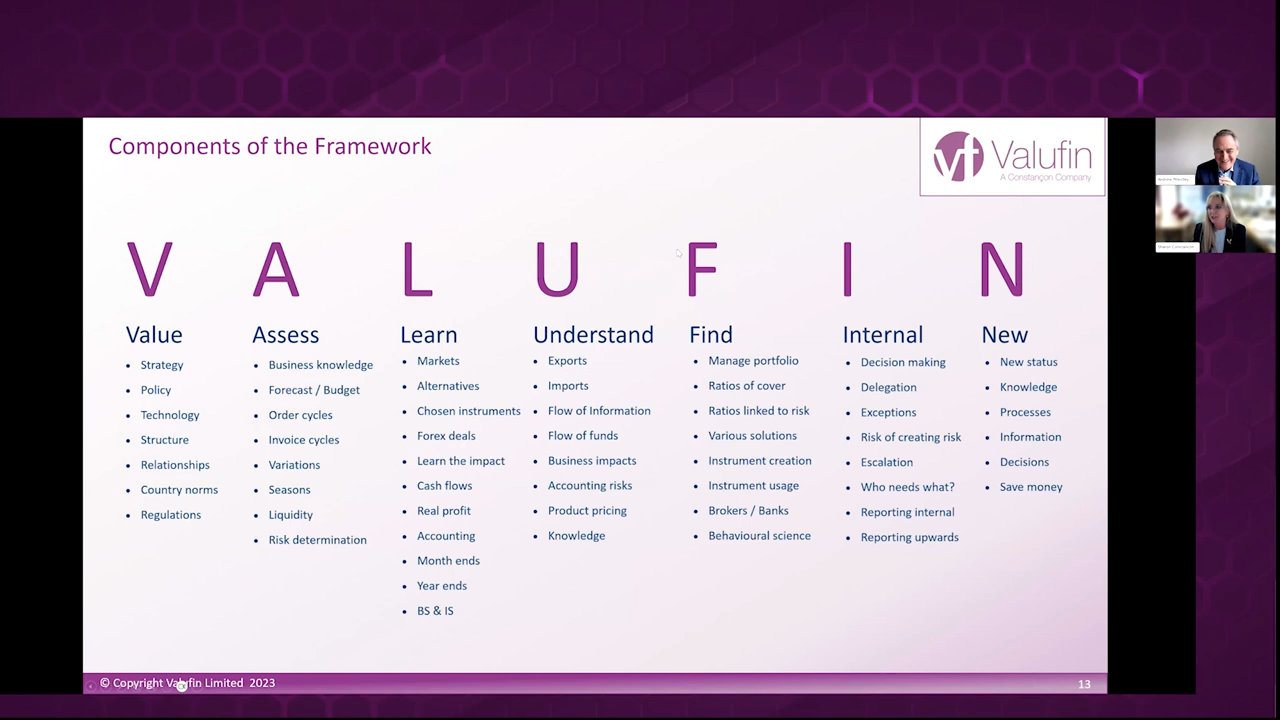 Components of the Framework
vf Valufin
A Constançon Company
V A L U F I N
Value
Strategy
Policy
Technology
Structure
Relationships
Country norms
Regulations
Assess
Business knowledge
Forecast / Budget
Order cycles
Invoice cycles
Variations
Seasons
Liquidity
Risk determination
Learn
Markets
Alternatives
Chosen instruments
Forex deals
Learn the impact
Cash flows
Real profit
Accounting
Month ends
Year ends
BS & IS
Understand
Exports
Imports
Flow of Information
Flow of funds
Business impacts
Accounting risks
Product pricing
Knowledge
Find
Manage portfolio
Ratios of cover
Ratios linked to risk
Various solutions
Instrument creation
Instrument usage
Brokers / Banks
Behavioural science
Internal
Decision making
Delegation
Exceptions
Risk of creating risk
Escalation
Who needs what?
Reporting internal
Reporting upwards
New
New status
Knowledge
Processes
Information
Decisions
Save money
© Copyright Valufin Limited 2023
13